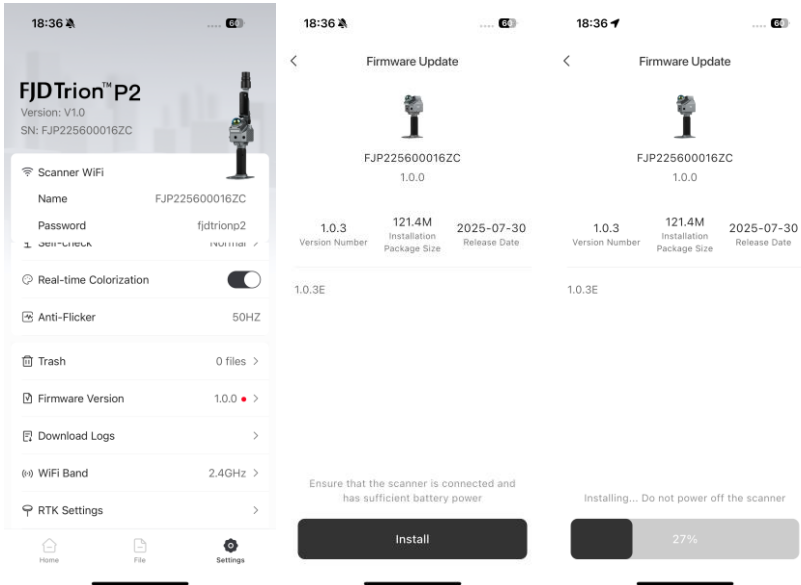 18:36
60
FJDTrion™ P2
Version: V1.0
SN: FJP225600016ZC
Scanner WiFi
Name FJP225600016ZC
Password fjdtrionp2
Self-check Normal
Real-time Colorization
Anti-Flicker 50HZ
Trash 0 files
Firmware Version 1.0.0
Download Logs
WiFi Band 2.4GHz
RTK Settings
Home File Settings
18:36
60
Firmware Update
FJP225600016ZC
1.0.0
1.0.3 121.4M 2025-07-30
Version Number Installation Package Size Release Date
1.0.3E
Ensure that the scanner is connected and
has sufficient battery power
Install
18:36
60
Firmware Update
FJP225600016ZC
1.0.0
1.0.3 121.4M 2025-07-30
Version Number Installation Package Size Release Date
1.0.3E
Installing... Do not power off the scanner
27%